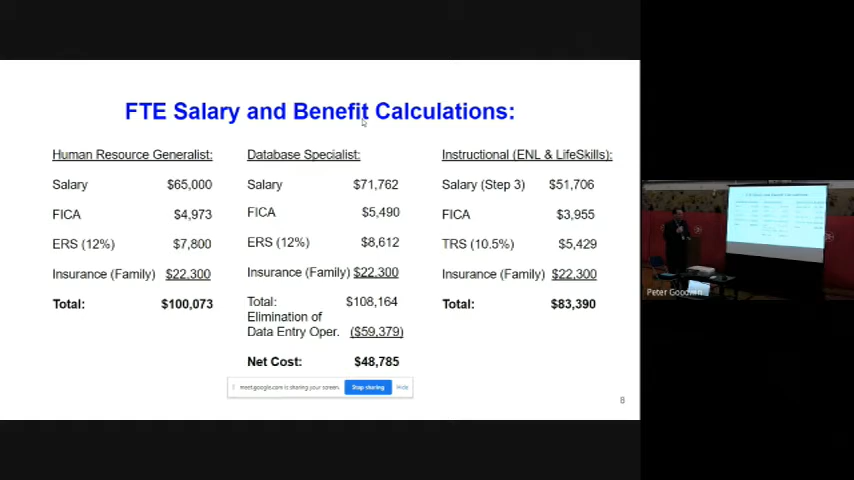 FTE Salary and Benefit Calculations:
Human Resource Generalist:
Salary $65,000
FICA $4,973
ERS (12%) $7,800
Insurance (Family) $22,300
Total: $100,073
Database Specialist:
Salary $71,762
FICA $5,490
ERS (12%) $8,612
Insurance (Family) $22,300
Total: $108,164
Elimination of
Data Entry Oper. ($59,379)
Net Cost: $48,785
Instructional (ENL & LifeSkills):
Salary (Step 3) $51,706
FICA $3,955
TRS (10.5%) $5,429
Insurance (Family) $22,300
Total: $83,390
meet.google.com is sharing your screen.
Stop sharing
Hide
8
Peter Goodwin